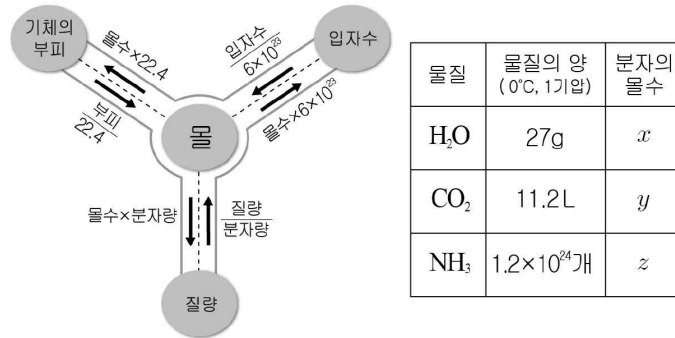 기체의
부피
몰수×22.4
부피
22.4
입자수
6×10²³
몰수×6×10²³
입자수
몰
몰수×분자량
질량
분자량
질량
물질
물질의 양
(0℃, 1기압)
분자의
몰수
H₂O
27g
x
CO₂
11.2L
y
NH₃
1.2×10²⁴개
z